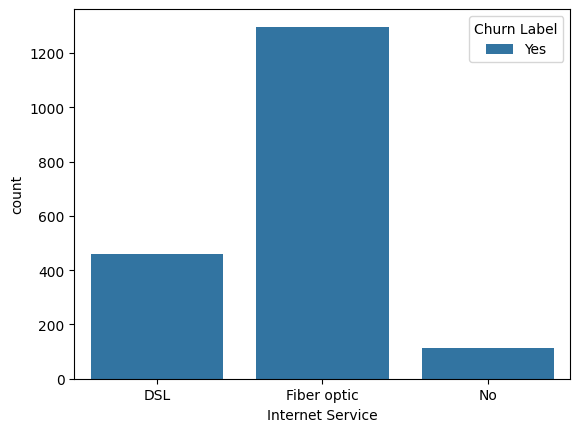 Churn Label
Yes
1200
1000
800
600
400
200
0
count
DSL
Fiber optic
No
Internet Service